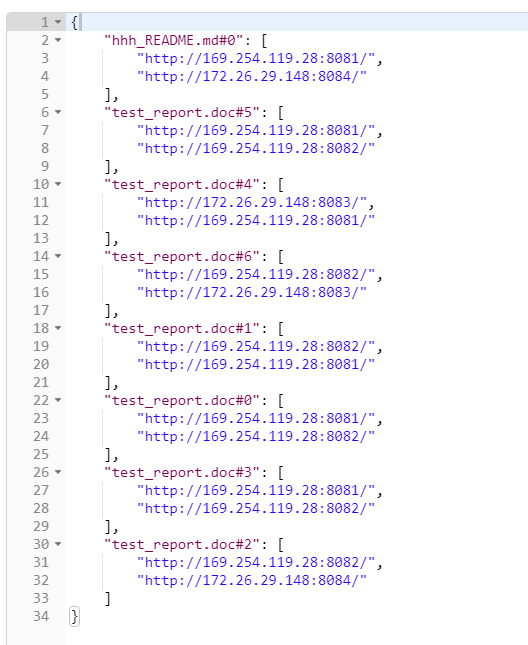 1 {
2 "hhh_README.md#0": [
3 "http://169.254.119.28:8081/",
4 "http://172.26.29.148:8084/"
5 ],
6 "test_report.doc#5": [
7 "http://169.254.119.28:8081/",
8 "http://169.254.119.28:8082/"
9 ],
10 "test_report.doc#4": [
11 "http://172.26.29.148:8083/",
12 "http://169.254.119.28:8081/"
13 ],
14 "test_report.doc#6": [
15 "http://169.254.119.28:8082/",
16 "http://172.26.29.148:8083/"
17 ],
18 "test_report.doc#1": [
19 "http://169.254.119.28:8082/",
20 "http://169.254.119.28:8081/"
21 ],
22 "test_report.doc#0": [
23 "http://169.254.119.28:8081/",
24 "http://169.254.119.28:8082/"
25 ],
26 "test_report.doc#3": [
27 "http://169.254.119.28:8081/",
28 "http://169.254.119.28:8082/"
29 ],
30 "test_report.doc#2": [
31 "http://169.254.119.28:8082/",
32 "http://172.26.29.148:8084/"
33 ]
34 }